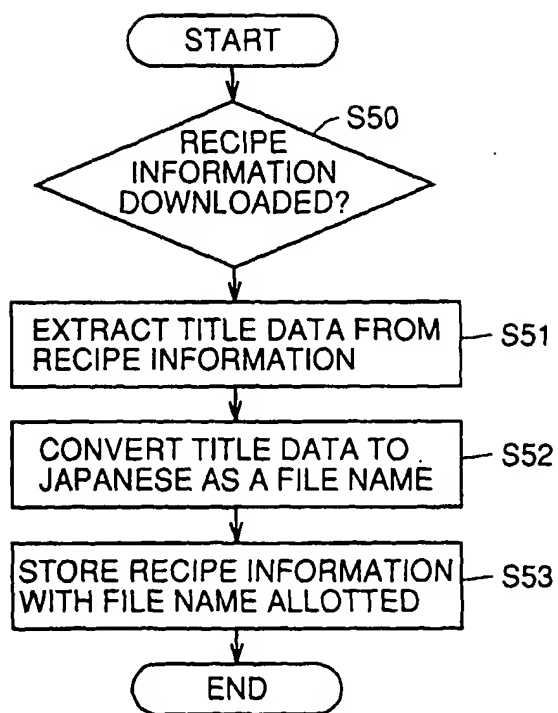 START
S50
RECIPE
INFORMATION
DOWNLOADED?
EXTRACT TITLE DATA FROM
RECIPE INFORMATION
S51
CONVERT TITLE DATA TO
JAPANESE AS A FILE NAME
S52
STORE RECIPE INFORMATION
WITH FILE NAME ALLOTTED
S53
END